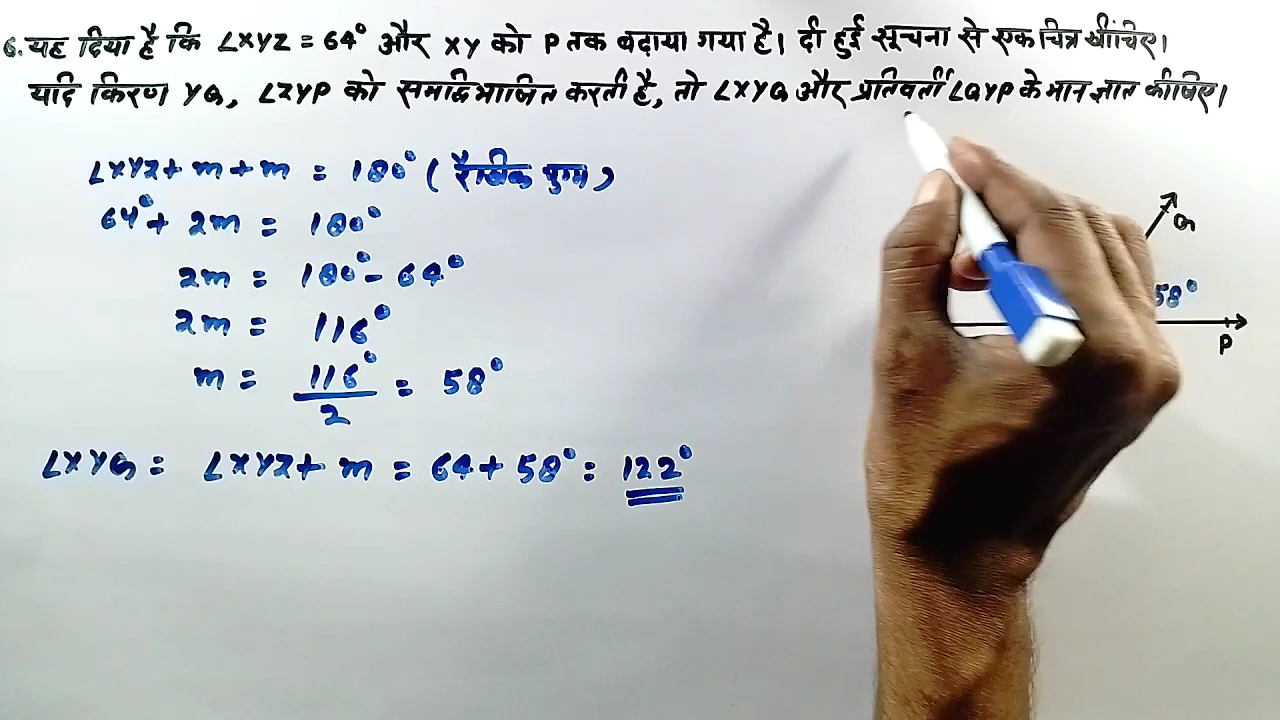 6. यह दिया है कि ∠XYZ = 64° और XY को P तक बढ़ाया गया है। दी हुई सूचना से एक चित्र खींचिए।
यदि किरण YQ, ∠ZYP को समद्विभाजित करती है, तो ∠XYQ और प्रतिवर्ती ∠QYP के मान ज्ञात कीजिए।
∠XYZ + m + m = 180° (रैखिक युग्म)
64° + 2m = 180°
2m = 180° - 64°
2m = 116°
m = 116°/2 = 58°
∠XYQ = ∠XYZ + m = 64 + 58° = 122°
Q
58°
P